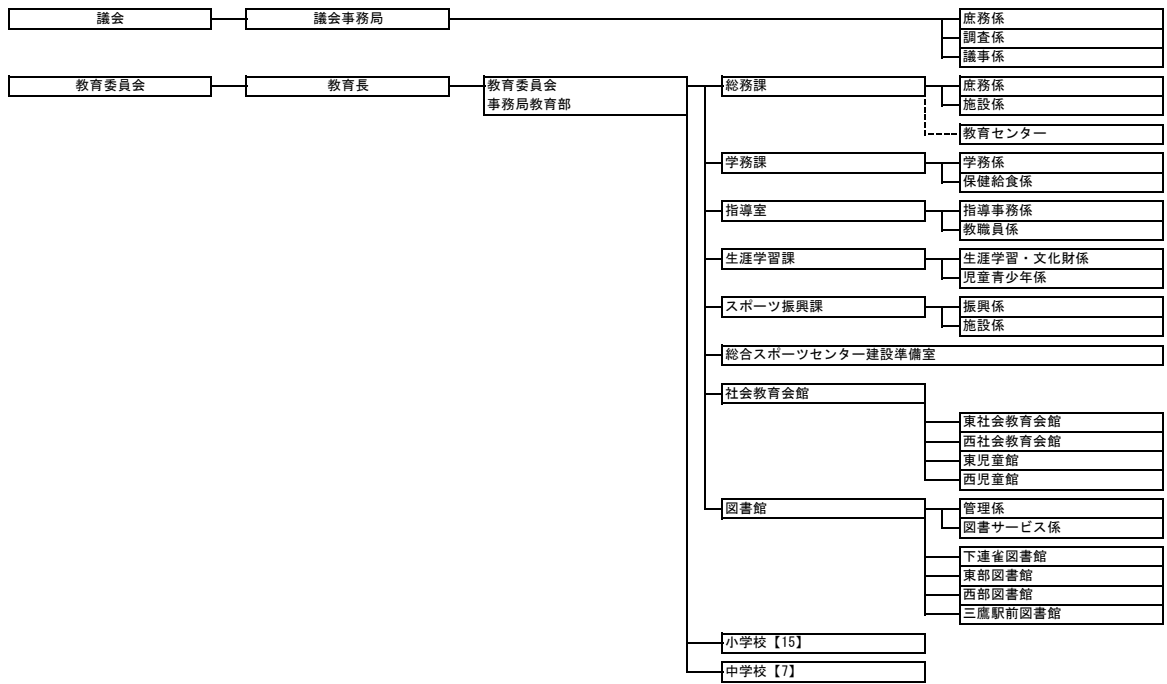 議会
議会事務局
庶務係
調査係
議事係
教育委員会
教育長
教育委員会
事務局教育部
総務課
庶務係
施設係
教育センター
学務課
学務係
保健給食係
指導室
指導事務係
教職員係
生涯学習課
生涯学習・文化財係
児童青少年係
スポーツ振興課
振興係
施設係
総合スポーツセンター建設準備室
社会教育会館
東社会教育会館
西社会教育会館
東児童館
西児童館
図書館
管理係
図書サービス係
下連雀図書館
東部図書館
西部図書館
三鷹駅前図書館
小学校【15】
中学校【7】